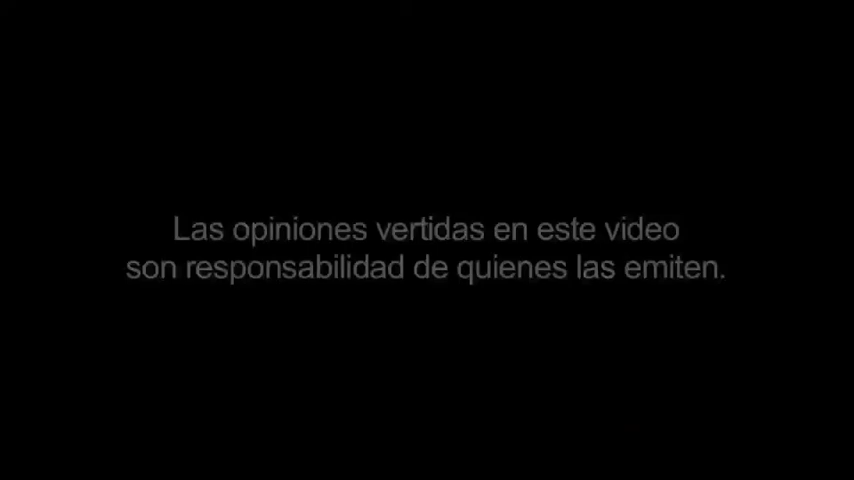 Las opiniones vertidas en este video
son responsabilidad de quienes las emiten.